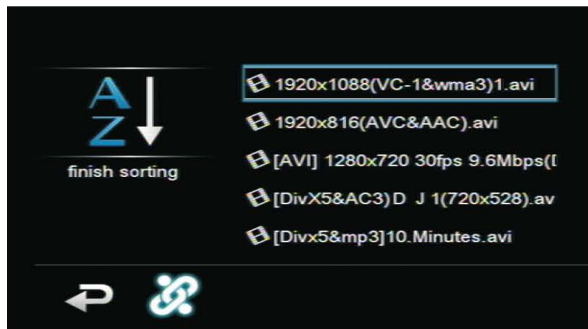 A
Z
finish sorting
1920x1088(VC-1&wma3)1.avi
1920x816(AVC&AAC).avi
[AVI] 1280x720 30fps 9.6Mbps(
[DivX5&AC3)D J 1(720x528).av
[Divx5&mp3]10.Minutes.avi